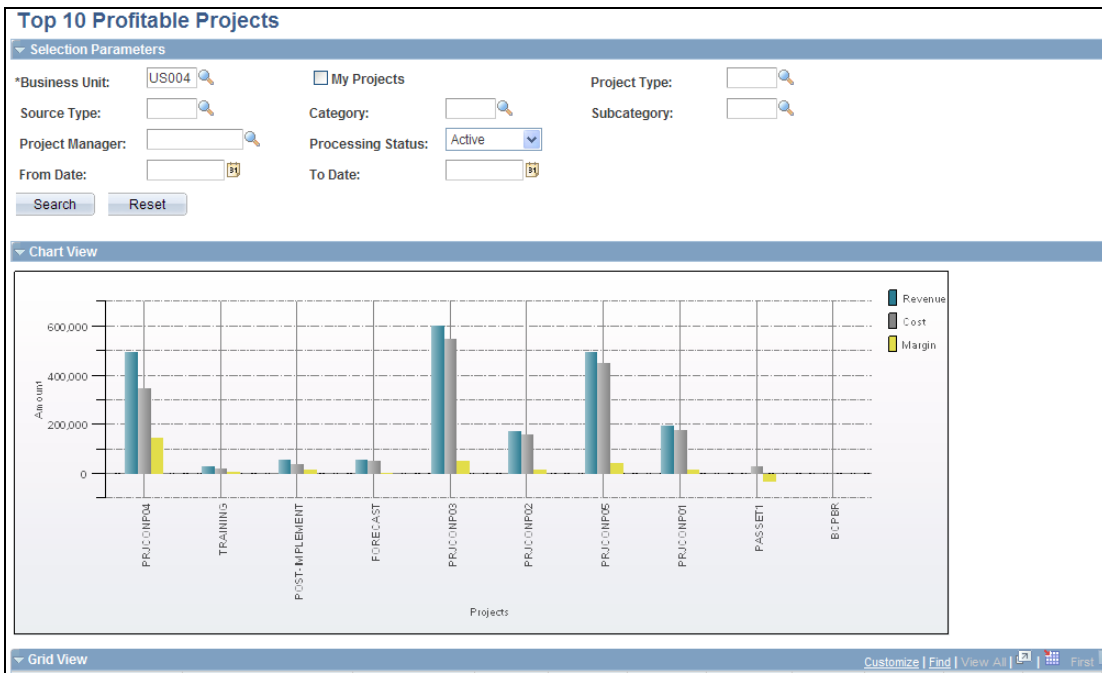 Top 10 Profitable Projects
Selection Parameters
*Business Unit: US004 My Projects Project Type:
Source Type: Category: Subcategory:
Project Manager: Processing Status: Active
From Date: 31 To Date: 31
Search Reset
Chart View
Revenue
Cost
Margin
600,000
400,000
200,000
0
Amount
PRJCONP04
TRAINING
POST-IMPLEMENT
FORECAST
PRJCONP03
PRJCONP02
PRJCONP05
PRJCONP01
PASSET1
BCPBR
Projects
Grid View Customize | Find | View All | | First